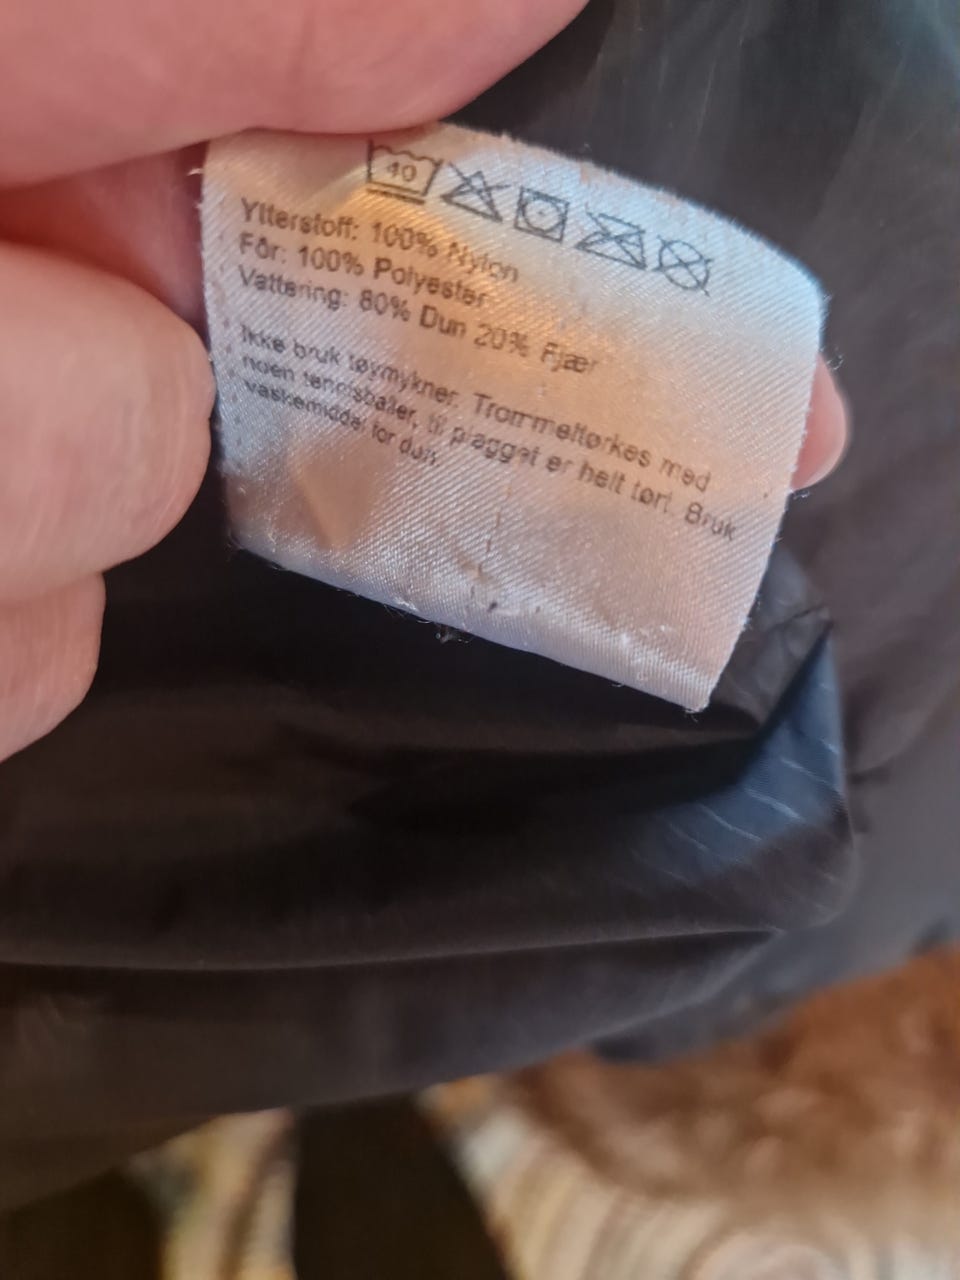 40
Ytterstoff: 100% Nylon
Fôr: 100% Polyester
Vattering: 80% Dun 20% Fjær
Ikke bruk tøymykner. Trommeltørkes med
noen tennisballer, til plagget er helt tørt. Bruk
vaskemiddel for dun.